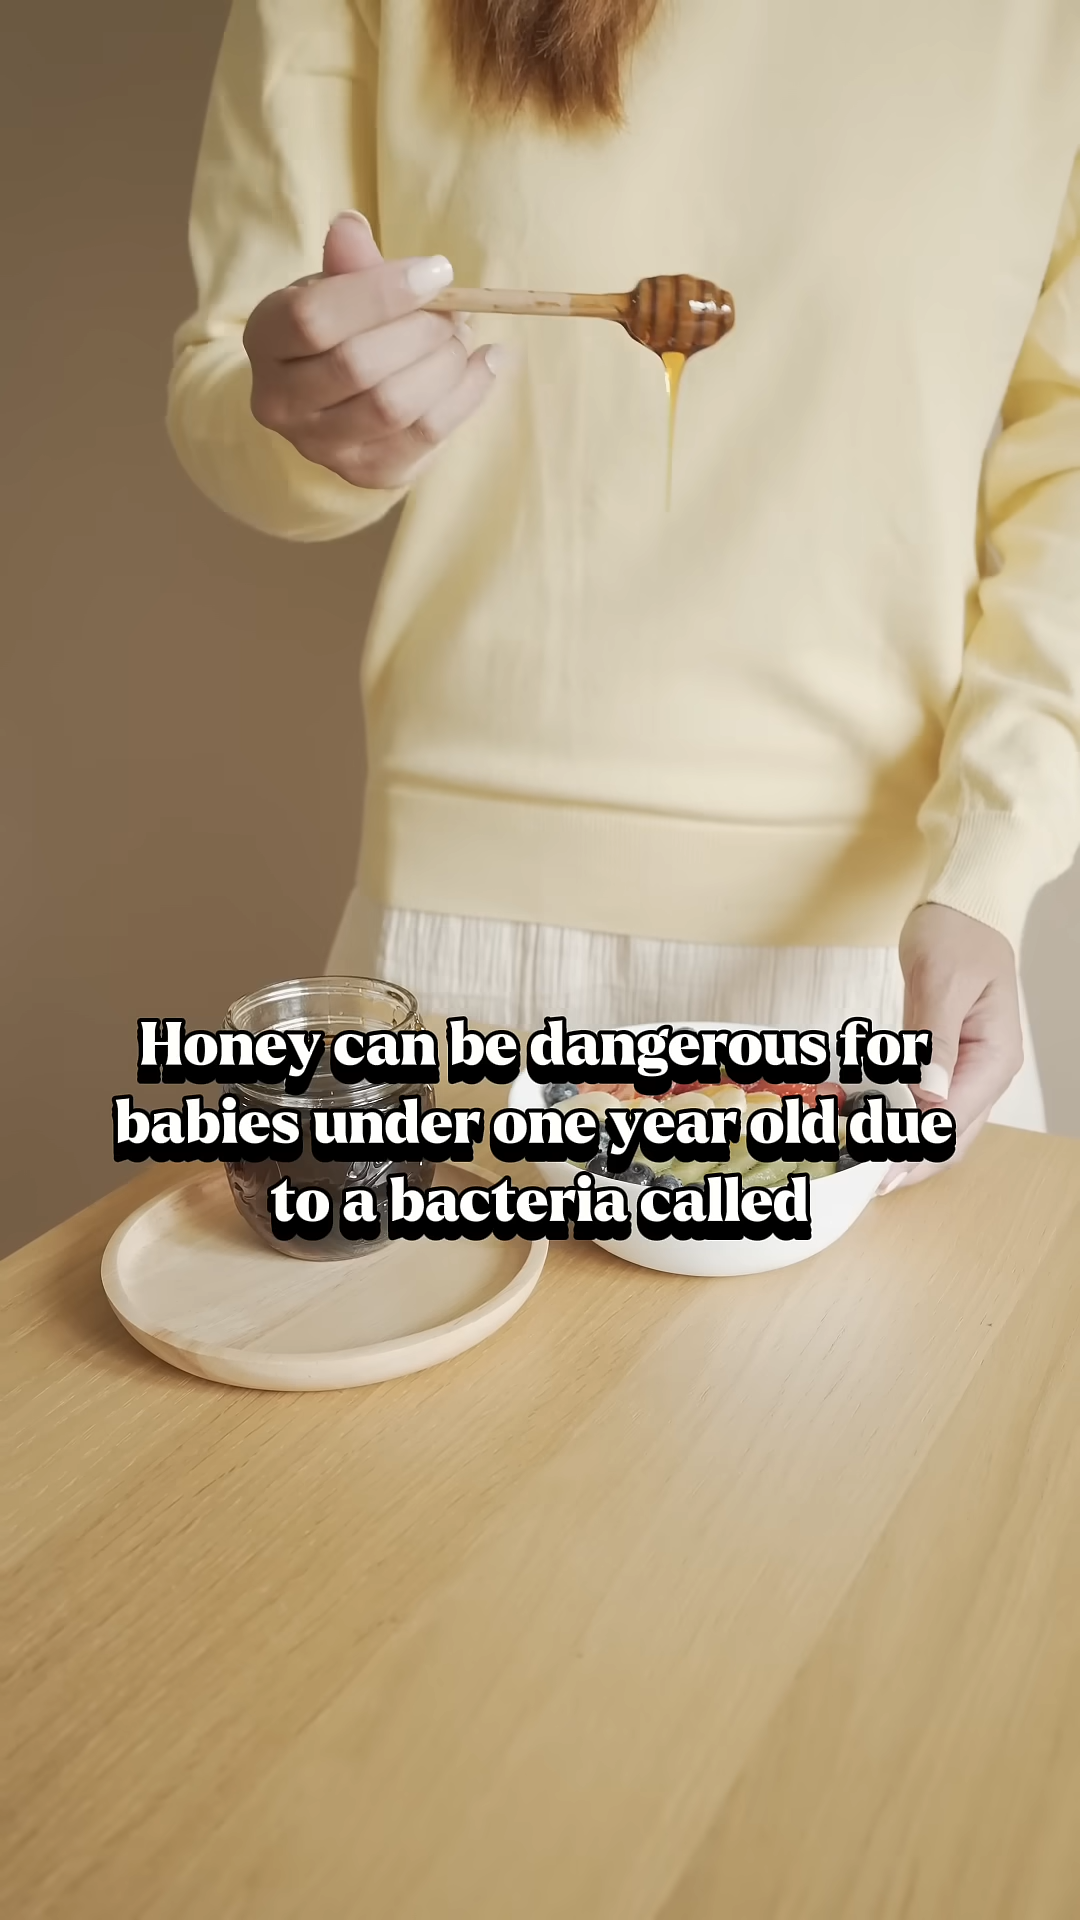 Honey can be dangerous for
babies under one year old due
to a bacteria called